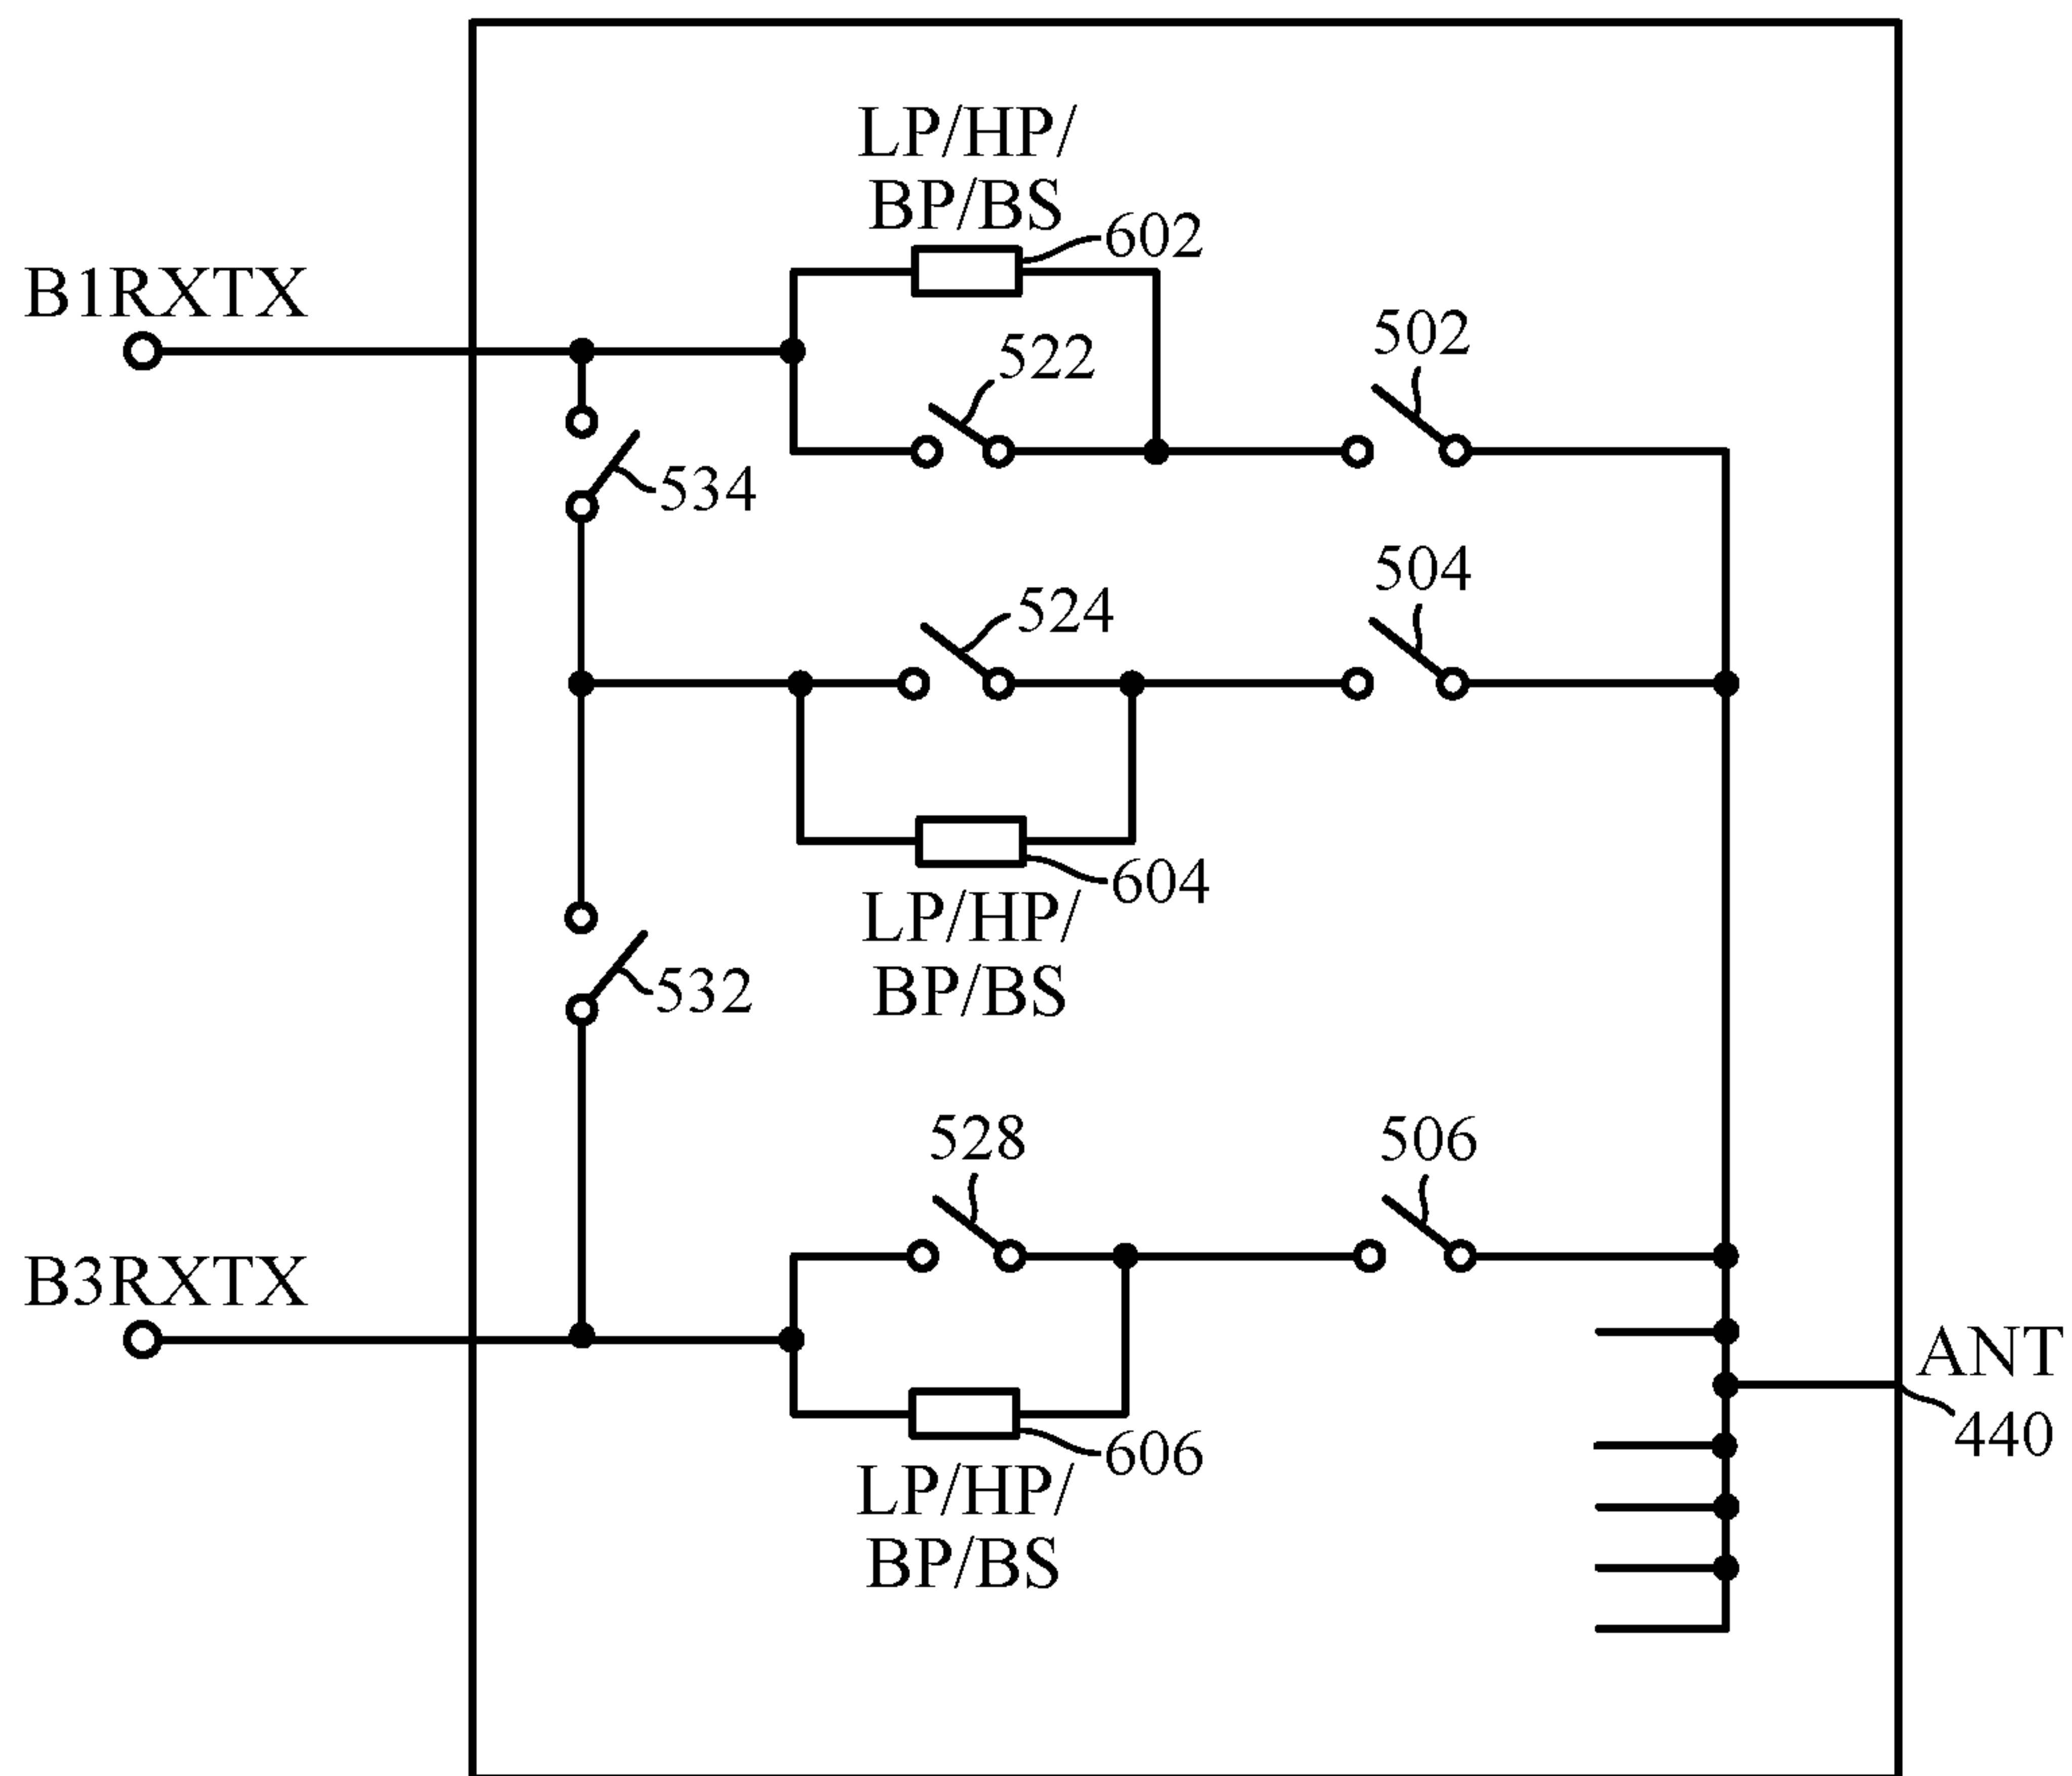 LP/HP/
BP/BS
602
B1RXTX
502
522
534
504
524
604
LP/HP/
BP/BS
532
528
506
B3RXTX
ANT
440
606
LP/HP/
BP/BS